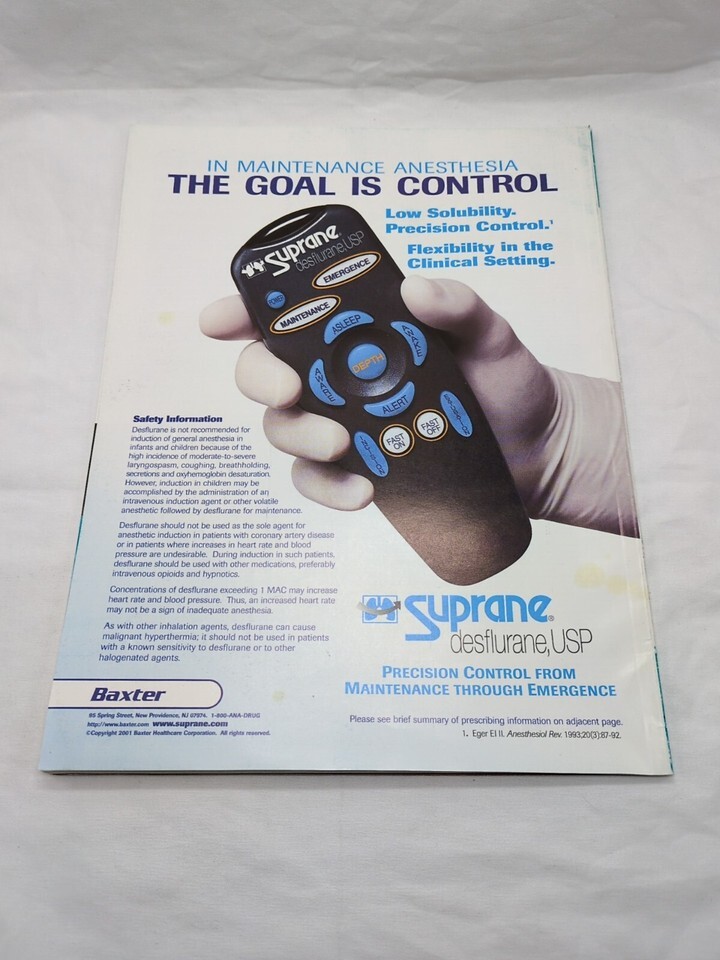 IN MAINTENANCE ANESTHESIA
THE GOAL IS CONTROL
Low Solubility.
Precision Control.¹
Flexibility in the
Clinical Setting.
Suprane®
desflurane, USP
POWER
EMERGENCE
MAINTENANCE
ASLEEP
AWARE
AWAKE
DEPTH
ALERT
FAST ON
FAST OFF
Safety Information
Desflurane is not recommended for
induction of general anesthesia in
infants and children because of the
high incidence of moderate-to-severe
laryngospasm, coughing, breathholding,
secretions and oxyhemoglobin desaturation.
However, induction in children may be
accomplished by the administration of an
intravenous induction agent or other volatile
anesthetic followed by desflurane for maintenance.
Desflurane should not be used as the sole agent for
anesthetic induction in patients with coronary artery disease
or in patients where increases in heart rate and blood
pressure are undesirable. During induction in such patients,
desflurane should be used with other medications, preferably
intravenous opioids and hypnotics.
Concentrations of desflurane exceeding 1 MAC may increase
heart rate and blood pressure. Thus, an increased heart rate
may not be a sign of inadequate anesthesia.
As with other inhalation agents, desflurane can cause
malignant hyperthermia; it should not be used in patients
with a known sensitivity to desflurane or to other
halogenated agents.
Suprane®
desflurane, USP
PRECISION CONTROL FROM
MAINTENANCE THROUGH EMERGENCE
Baxter
95 Spring Street, New Providence, NJ 07974. 1-800-ANA-DRUG
http://www.baxter.com www.suprane.com
©Copyright 2001 Baxter Healthcare Corporation. All rights reserved.
Please see brief summary of prescribing information on adjacent page.
1. Eger EI II. Anesthesiol Rev. 1993;20(3):87-92.